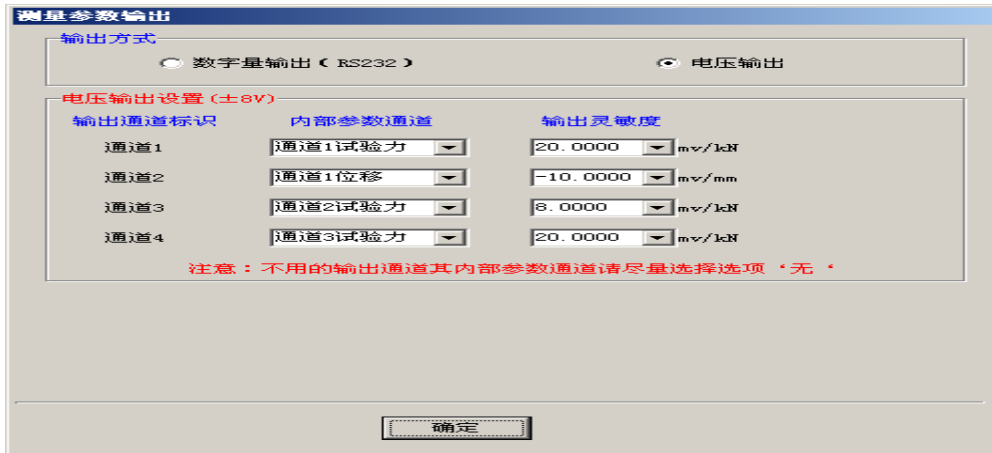 测量参数输出
输出方式
数字量输出（RS232） 电压输出
电压输出设置(±8V)
输出通道标识 内部参数通道 输出灵敏度
通道1 通道1试验力 20.0000 mv/kN
通道2 通道1位移 -10.0000 mv/mm
通道3 通道2试验力 8.0000 mv/kN
通道4 通道3试验力 20.0000 mv/kN
注意：不用的输出通道其内部参数通道请尽量选择选项‘无‘
确定